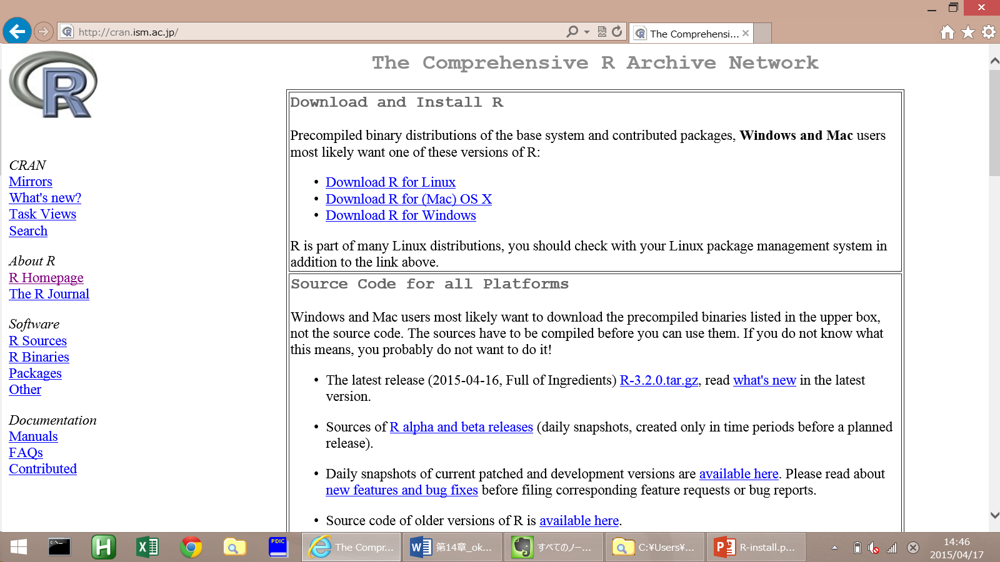 http://cran.ism.ac.jp/
The Comprehensi...
The Comprehensive R Archive Network
R
CRAN
Mirrors
What's new?
Task Views
Search
About R
R Homepage
The R Journal
Software
R Sources
R Binaries
Packages
Other
Documentation
Manuals
FAQs
Contributed
Download and Install R
Precompiled binary distributions of the base system and contributed packages, Windows and Mac users
most likely want one of these versions of R:
• Download R for Linux
• Download R for (Mac) OS X
• Download R for Windows
R is part of many Linux distributions, you should check with your Linux package management system in
addition to the link above.
Source Code for all Platforms
Windows and Mac users most likely want to download the precompiled binaries listed in the upper box,
not the source code. The sources have to be compiled before you can use them. If you do not know what
this means, you probably do not want to do it!
• The latest release (2015-04-16, Full of Ingredients) R-3.2.0.tar.gz, read what's new in the latest
version.
• Sources of R alpha and beta releases (daily snapshots, created only in time periods before a planned
release).
• Daily snapshots of current patched and development versions are available here. Please read about
new features and bug fixes before filing corresponding feature requests or bug reports.
• Source code of older versions of R is available here.
C:\_
H
PDIC
The Compr...
第14章_ok...
すべてのノー...
C:¥Users¥...
R-install.p...
14:46
2015/04/17